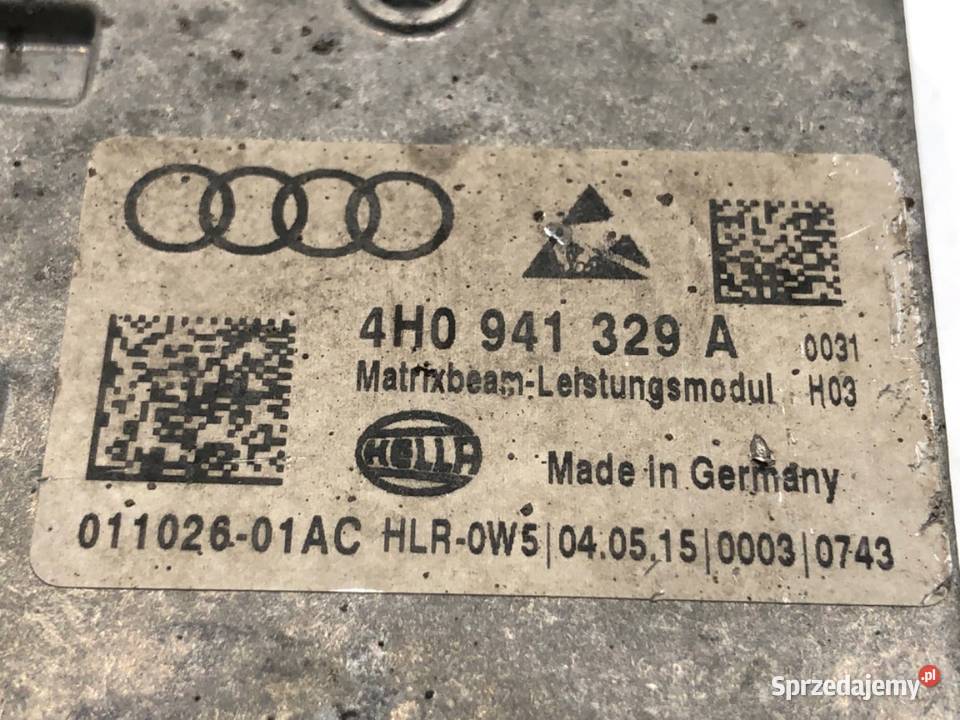 4H0 941 329 A 0031
Matrixbeam-Leistungsmodul H03
HELLA
Made in Germany
011026-01AC HLR-0W5|04.05.15|0003|0743
Sprzedajemy.pl